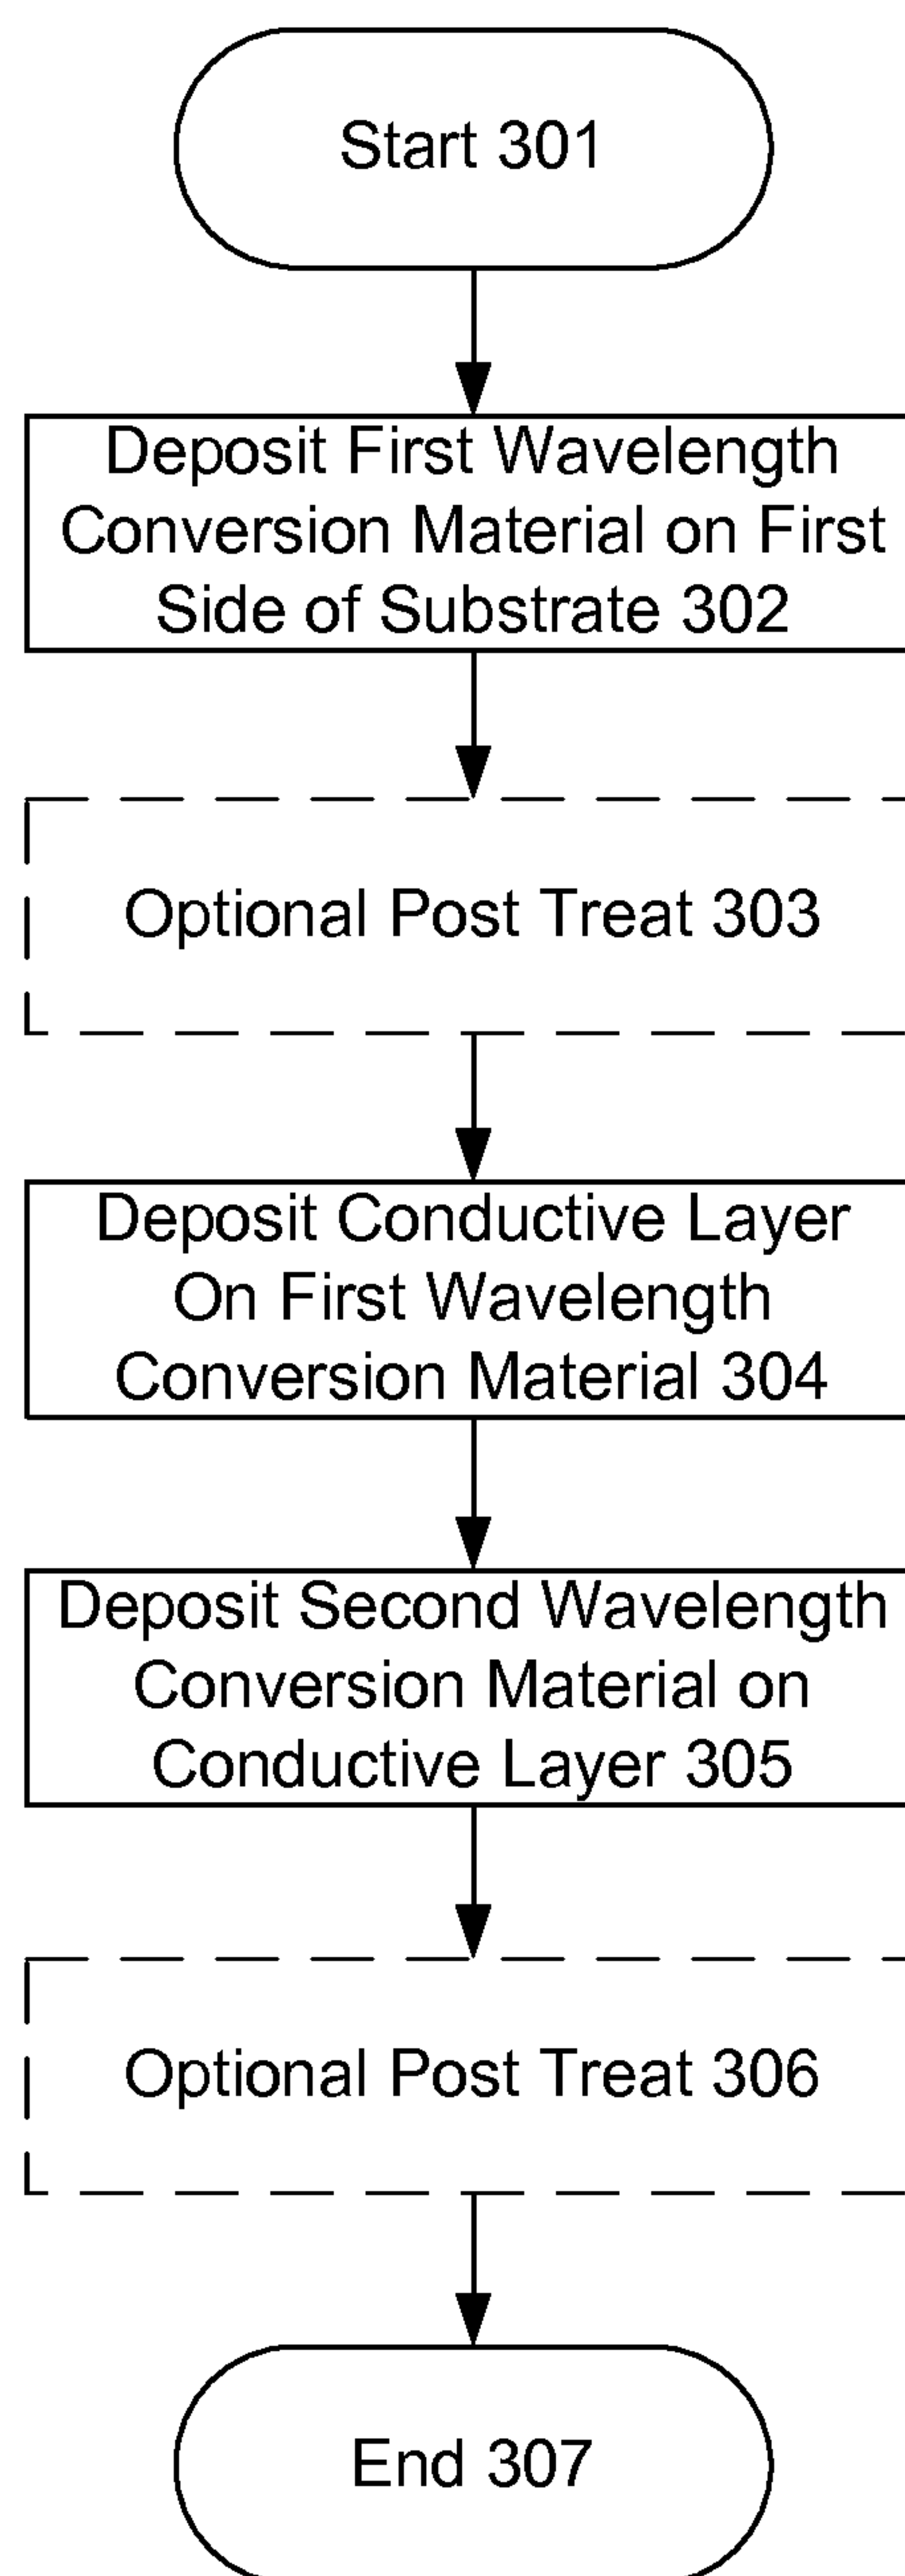 Start 301
Deposit First Wavelength
Conversion Material on First
Side of Substrate 302
Optional Post Treat 303
Deposit Conductive Layer
On First Wavelength
Conversion Material 304
Deposit Second Wavelength
Conversion Material on
Conductive Layer 305
Optional Post Treat 306
End 307